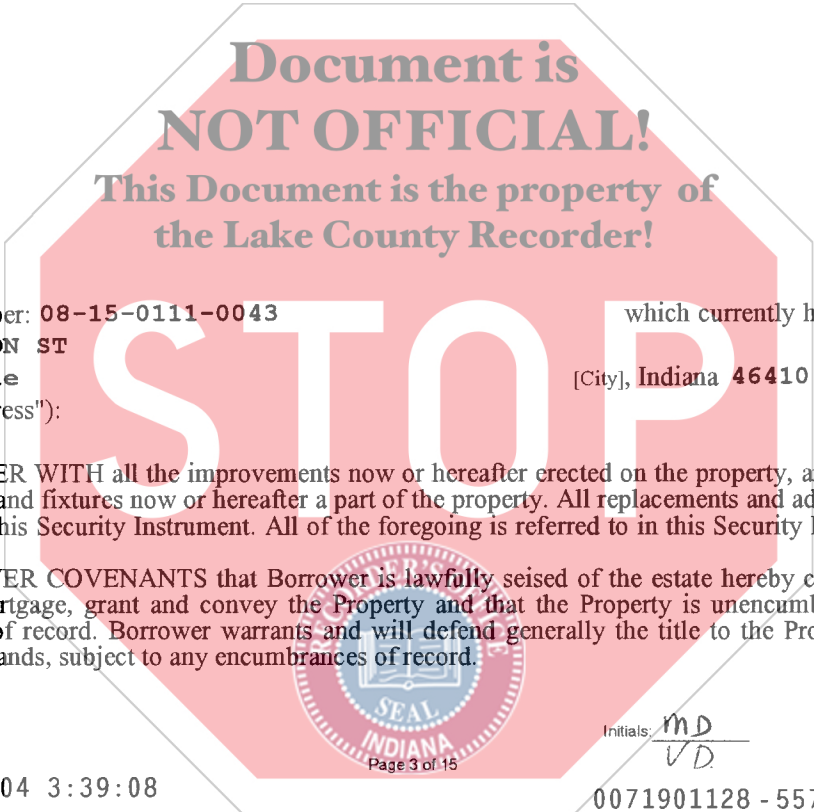 Document is
NOT OFFICIAL!
This Document is the property of
the Lake County Recorder!
er: 08-15-0111-0043 which currently h
N ST
e [City], Indiana 46410
ess"):
ER WITH all the improvements now or hereafter erected on the property, a
and fixtures now or hereafter a part of the property. All replacements and ad
his Security Instrument. All of the foregoing is referred to in this Security
STOP
ER COVENANTS that Borrower is lawfully seised of the estate hereby c
rtgage, grant and convey the Property and that the Property is unencumb
f record. Borrower warrants and will defend generally the title to the Pro
ands, subject to any encumbrances of record.
RECORDER'S OFFICE
SEAL
INDIANA
Initials: MD
VD
Page 3 of 15
04 3:39:08
0071901128 - 557